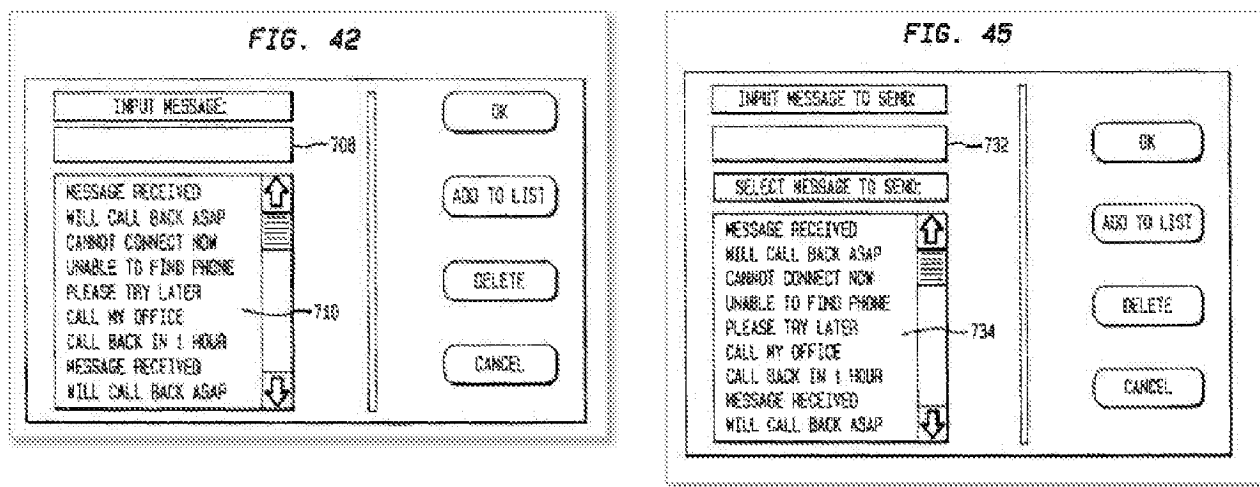 FIG. 42
INPUT MESSAGE:
708
MESSAGE RECEIVED
WILL CALL BACK ASAP
CANNOT CONNECT NOW
UNABLE TO FIND PHONE
PLEASE TRY LATER
CALL MY OFFICE
CALL BACK IN 1 HOUR
MESSAGE RECEIVED
WILL CALL BACK ASAP
710
OK
ADD TO LIST
DELETE
CANCEL
FIG. 45
INPUT MESSAGE TO SEND:
732
SELECT MESSAGE TO SEND:
MESSAGE RECEIVED
WILL CALL BACK ASAP
CANNOT CONNECT NOW
UNABLE TO FIND PHONE
PLEASE TRY LATER
CALL MY OFFICE
CALL BACK IN 1 HOUR
MESSAGE RECEIVED
WILL CALL BACK ASAP
734
OK
ADD TO LIST
DELETE
CANCEL